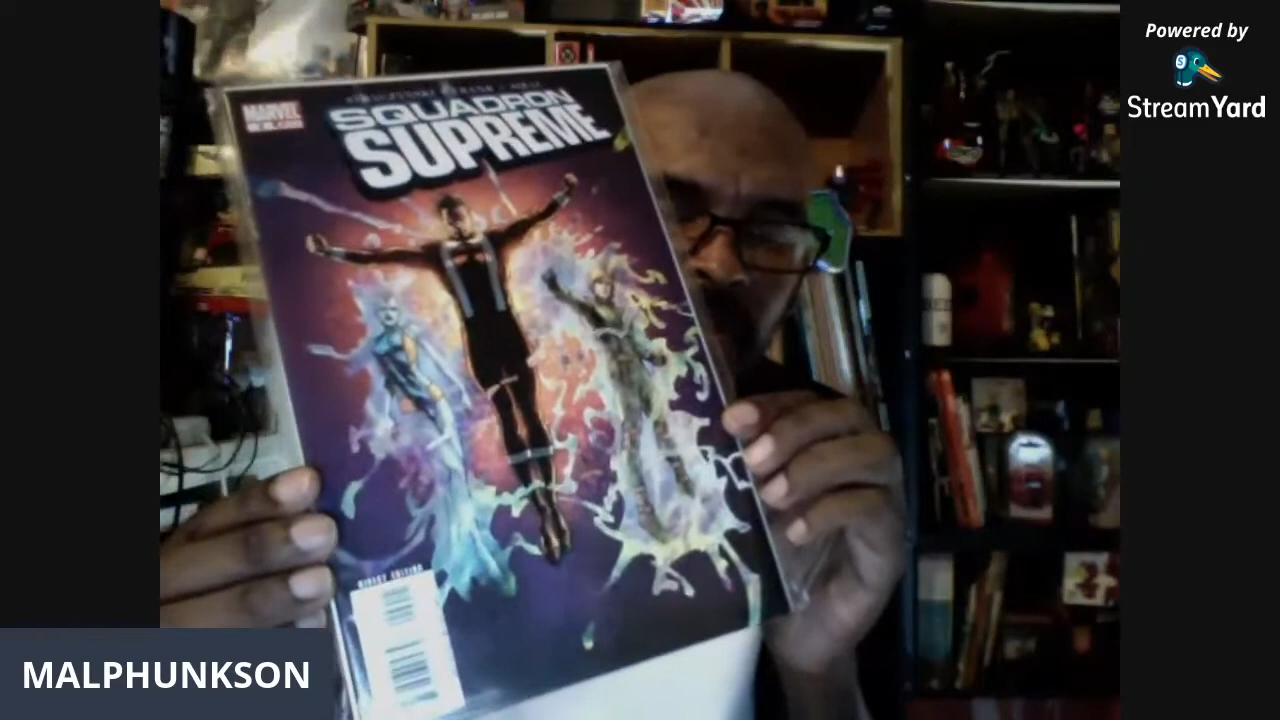 Powered by
StreamYard
MARVEL
SQUADRON
SUPREME
DIRECT EDITION
MALPHUNKSON